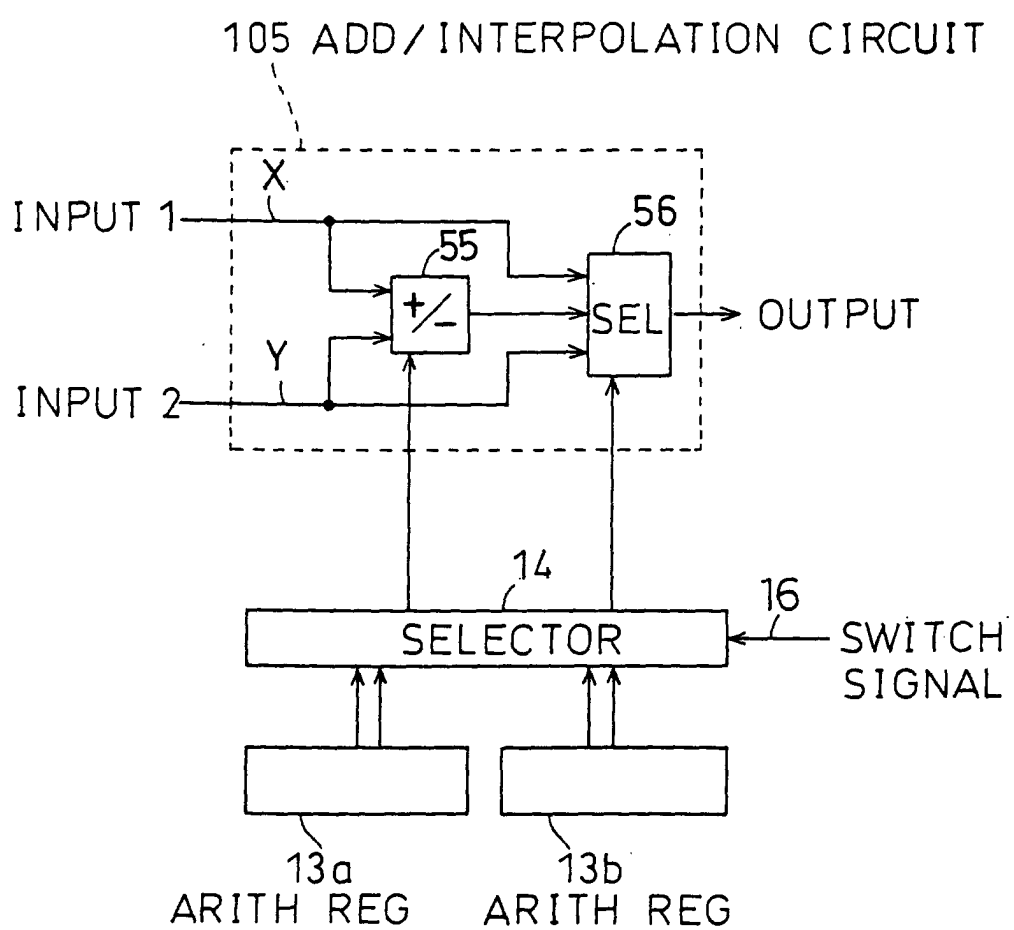 105 ADD/INTERPOLATION CIRCUIT
X
INPUT 1
55
56
+/-
SEL
OUTPUT
Y
INPUT 2
14
SELECTOR
16
SWITCH
SIGNAL
13a
ARITH REG
13b
ARITH REG